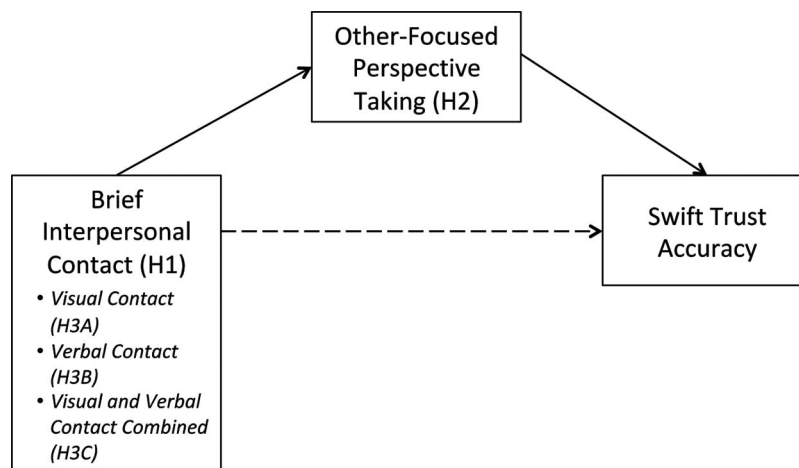 Other-Focused
Perspective
Taking (H2)
Brief
Interpersonal
Contact (H1)
• Visual Contact
(H3A)
• Verbal Contact
(H3B)
• Visual and Verbal
Contact Combined
(H3C)
Swift Trust
Accuracy